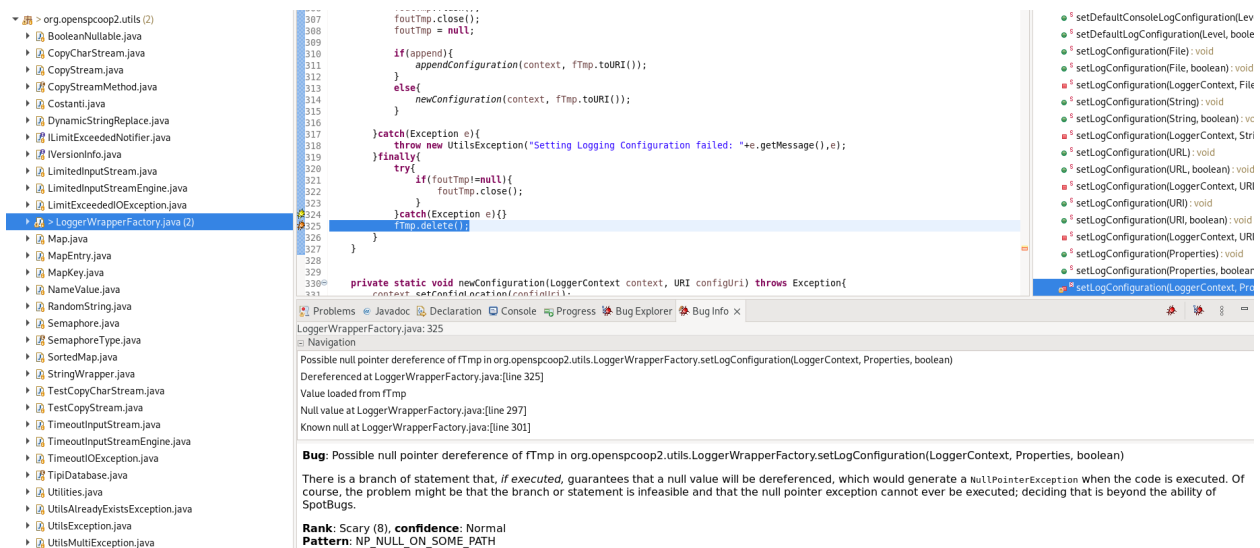 > org.openspcoop2.utils (2)
BooleanNullable.java
CopyCharStream.java
CopyStream.java
CopyStreamMethod.java
Costanti.java
DynamicStringReplace.java
ILimitExceededNotifier.java
IVersionInfo.java
LimitedInputStream.java
LimitedInputStreamEngine.java
LimitExceededIOException.java
> LoggerWrapperFactory.java (2)
Map.java
MapEntry.java
MapKey.java
NameValue.java
RandomString.java
Semaphore.java
SemaphoreType.java
SortedMap.java
StringWrapper.java
TestCopyCharStream.java
TestCopyStream.java
TimeoutInputStream.java
TimeoutInputStreamEngine.java
TimeoutIOException.java
TipiDatabase.java
Utilities.java
UtilsAlreadyExistsException.java
UtilsException.java
UtilsMultiException.java
307 foutTmp.close();
308 foutTmp = null;
309
310 if(append){
311 appendConfiguration(context, fTmp.toURI());
312 }
313 else{
314 newConfiguration(context, fTmp.toURI());
315 }
316
317 }catch(Exception e){
318 throw new UtilsException("Setting Logging Configuration failed: "+e.getMessage(),e);
319 }finally{
320 try{
321 if(foutTmp!=null){
322 foutTmp.close();
323 }
324 }catch(Exception e){}
325 fTmp.delete();
326 }
327 }
328
329
330 private static void newConfiguration(LoggerContext context, URI configUri) throws Exception{
331 context.setConfigLocation(configUri);
setDefaultConsoleLogConfiguration(Lev
setDefaultLogConfiguration(Level, boole
setLogConfiguration(File) : void
setLogConfiguration(File, boolean) : void
setLogConfiguration(LoggerContext, File
setLogConfiguration(String) : void
setLogConfiguration(String, boolean) : vo
setLogConfiguration(LoggerContext, Stri
setLogConfiguration(URL) : void
setLogConfiguration(URL, boolean) : void
setLogConfiguration(LoggerContext, URL
setLogConfiguration(URI) : void
setLogConfiguration(URI, boolean) : void
setLogConfiguration(LoggerContext, URI
setLogConfiguration(Properties) : void
setLogConfiguration(Properties, boolean
setLogConfiguration(LoggerContext, Pro
Problems Javadoc Declaration Console Progress Bug Explorer Bug Info
LoggerWrapperFactory.java: 325
Navigation
Possible null pointer dereference of fTmp in org.openspcoop2.utils.LoggerWrapperFactory.setLogConfiguration(LoggerContext, Properties, boolean)
Dereferenced at LoggerWrapperFactory.java:[line 325]
Value loaded from fTmp
Null value at LoggerWrapperFactory.java:[line 297]
Known null at LoggerWrapperFactory.java:[line 301]
Bug: Possible null pointer dereference of fTmp in org.openspcoop2.utils.LoggerWrapperFactory.setLogConfiguration(LoggerContext, Properties, boolean)
There is a branch of statement that, if executed, guarantees that a null value will be dereferenced, which would generate a NullPointerException when the code is executed. Of
course, the problem might be that the branch or statement is infeasible and that the null pointer exception cannot ever be executed; deciding that is beyond the ability of
SpotBugs.
Rank: Scary (8), confidence: Normal
Pattern: NP_NULL_ON_SOME_PATH